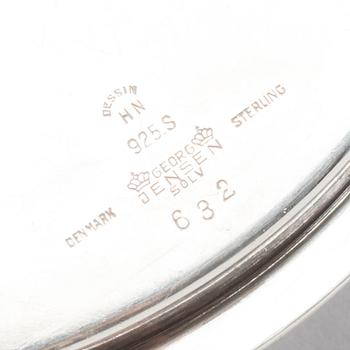 DESSIN
HN
925.S
GEORG
JENSEN
SØLV
DENMARK
STERLING
632